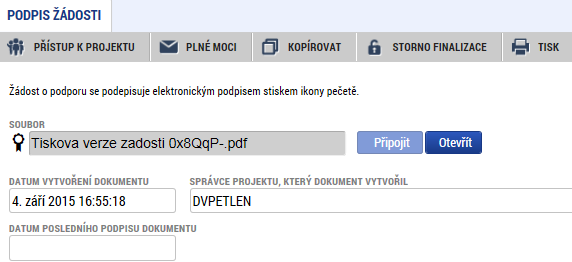 PODPIS ŽÁDOSTI
PŘÍSTUP K PROJEKTU PLNÉ MOCI KOPÍROVAT STORNO FINALIZACE TISK
Žádost o podporu se podepisuje elektronickým podpisem stiskem ikony pečetě.
SOUBOR
Tiskova verze zadosti 0x8QqP-.pdf Připojit Otevřít
DATUM VYTVOŘENÍ DOKUMENTU SPRÁVCE PROJEKTU, KTERÝ DOKUMENT VYTVOŘIL
4. září 2015 16:55:18 DVPETLEN
DATUM POSLEDNÍHO PODPISU DOKUMENTU